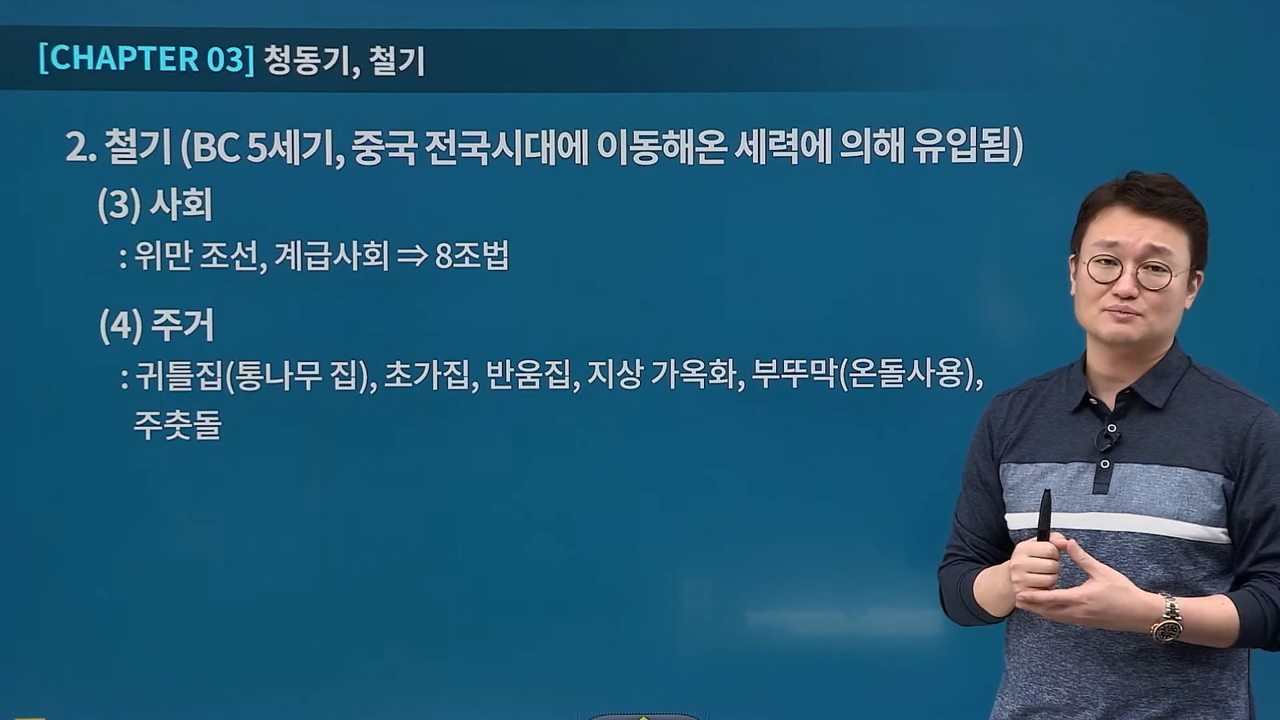 [CHAPTER 03] 청동기, 철기
2. 철기 (BC 5세기, 중국 전국시대에 이동해온 세력에 의해 유입됨)
(3) 사회
: 위만 조선, 계급사회 ⇒ 8조법
(4) 주거
: 귀틀집(통나무 집), 초가집, 반움집, 지상 가옥화, 부뚜막(온돌사용),
주춧돌